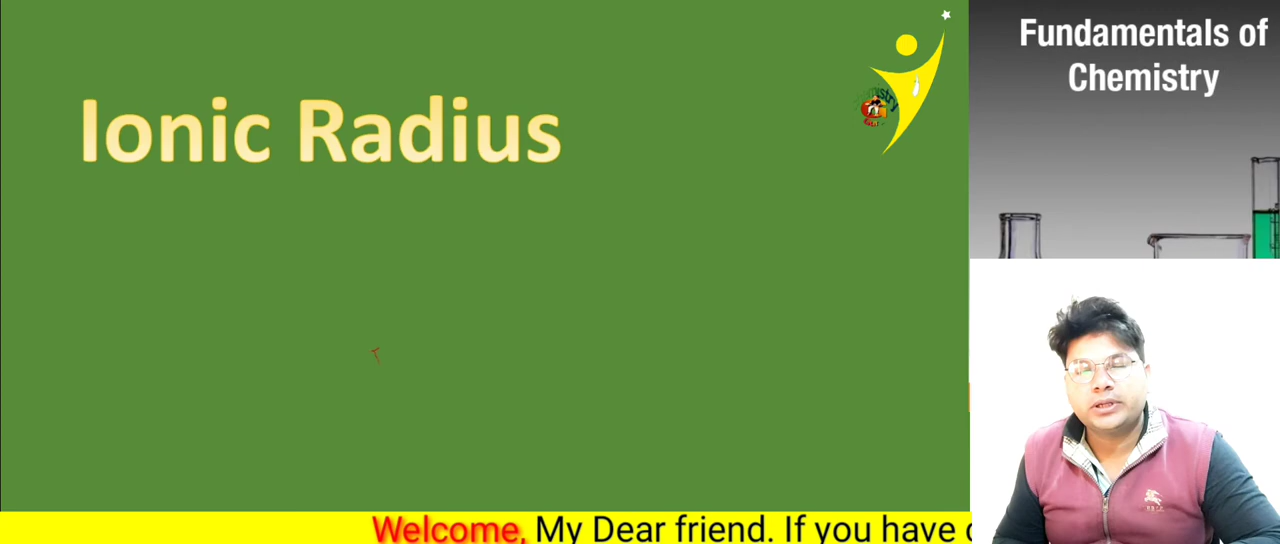 Ionic Radius
Fundamentals of
Chemistry
Welcome, My Dear friend. If you have